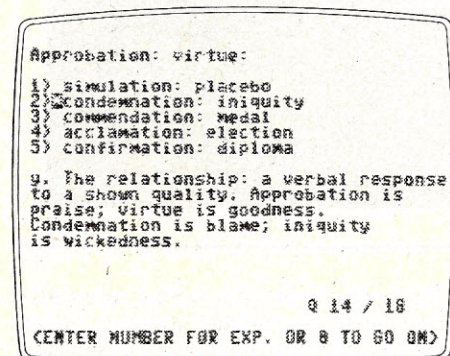 Approbation: virtue:
1) simulation: placebo
2) condemnation: iniquity
3) commendation: medal
4) acclamation: election
5) confirmation: diploma
y. The relationship: a verbal response
to a shown quality. Approbation is
praise; virtue is goodness.
Condemnation is blame; iniquity
is wickedness.
Q 14 / 18
<ENTER NUMBER FOR EXP. OR 0 TO GO ON>